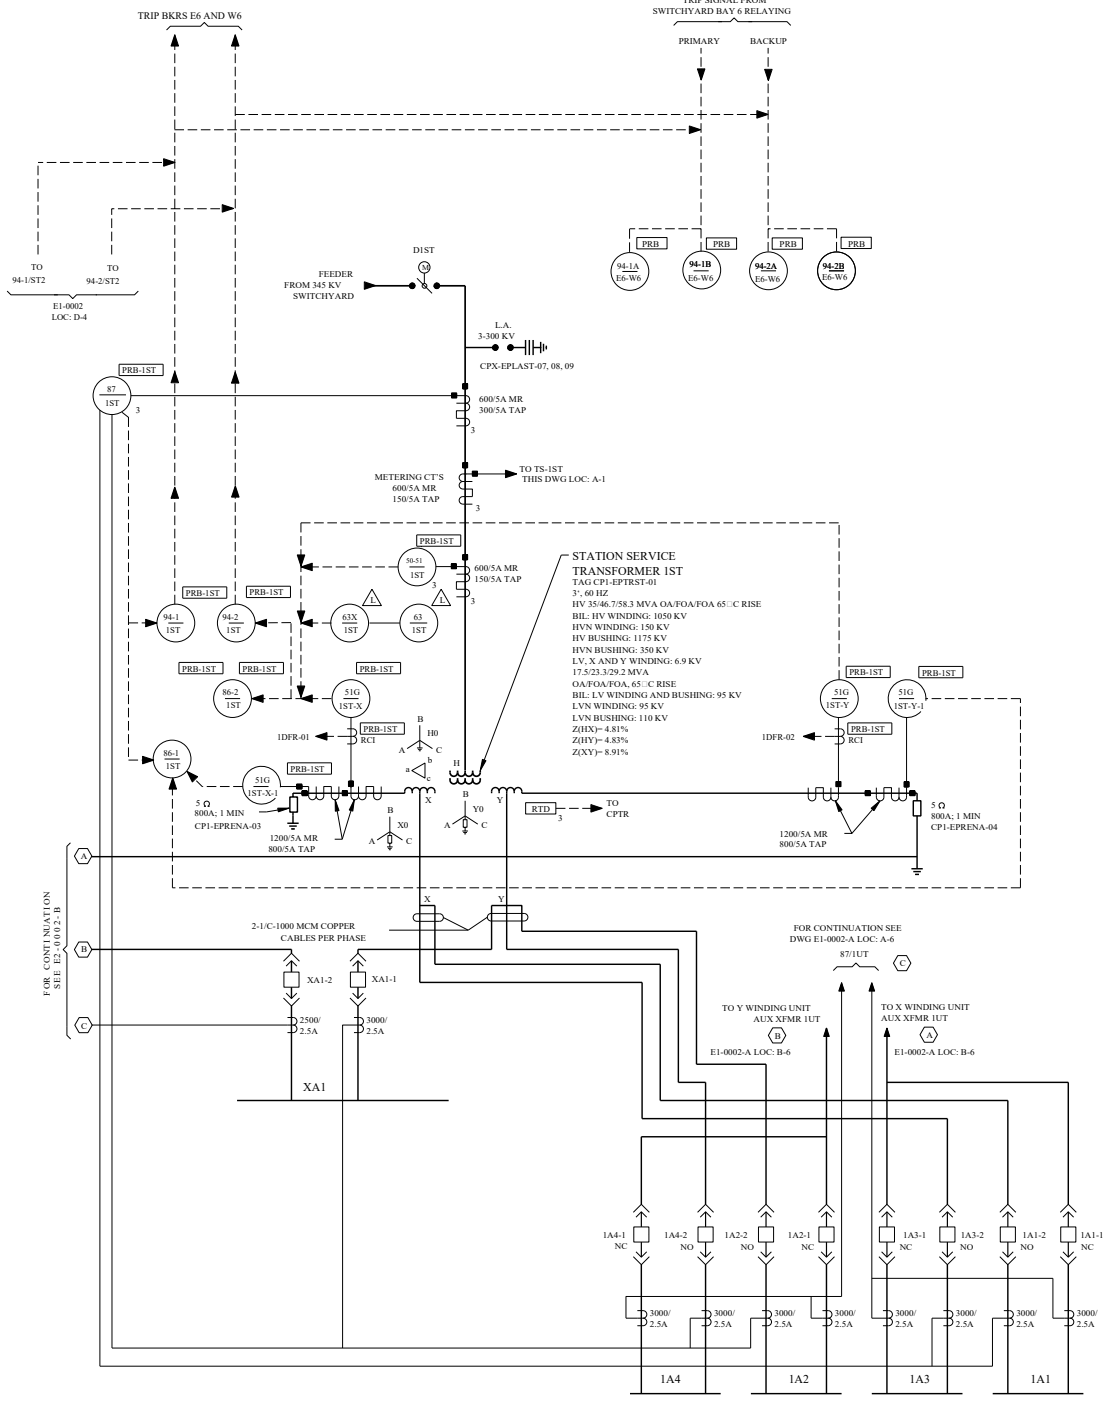 TRIP SIGNAL FROM
SWITCHYARD BAY 6 RELAYING
TRIP BKRS E6 AND W6
PRIMARY
BACKUP
TO
94-1/ST2
TO
94-2/ST2
E1-0002
LOC: D-4
PRB
PRB
PRB
PRB
94-1A
E6-W6
94-1B
E6-W6
94-2A
E6-W6
94-2B
E6-W6
D1ST
M
FEEDER
FROM 345 KV
SWITCHYARD
L.A.
3-300 KV
CPX-EPLAST-07, 08, 09
PRB-1ST
87
1ST
3
600/5A MR
300/5A TAP
3
METERING CT'S
600/5A MR
150/5A TAP
3
TO TS-1ST
THIS DWG LOC: A-1
PRB-1ST
50-51
1ST
3
600/5A MR
150/5A TAP
3
STATION SERVICE
TRANSFORMER 1ST
TAG CP1-EPTRST-01
3', 60 HZ
HV 35/46.7/58.3 MVA OA/FOA/FOA 65□C RISE
BIL: HV WINDING: 1050 KV
HVN WINDING: 150 KV
HV BUSHING: 1175 KV
HVN BUSHING: 350 KV
LV, X AND Y WINDING: 6.9 KV
17.5/23.3/29.2 MVA
OA/FOA/FOA, 65□C RISE
BIL: LV WINDING AND BUSHING: 95 KV
LVN WINDING: 95 KV
LVN BUSHING: 110 KV
Z(HX)= 4.81%
Z(HY)= 4.83%
Z(XY)= 8.91%
PRB-1ST
PRB-1ST
94-1
1ST
94-2
1ST
L
L
63X
1ST
63
1ST
PRB-1ST
PRB-1ST
PRB-1ST
86-2
1ST
51G
1ST-X
PRB-1ST
PRB-1ST
51G
1ST-Y
51G
1ST-Y-1
1DFR-01
PRB-1ST
RCI
1DFR-02
PRB-1ST
RCI
86-1
1ST
PRB-1ST
51G
1ST-X-1
B
H0
A
C
b
a
c
H
X
Y
B
Y0
A
C
B
X0
A
C
RTD
3
TO
CPTR
5 Ω
800A; 1 MIN
CP1-EPRENA-03
1200/5A MR
800/5A TAP
1200/5A MR
800/5A TAP
5 Ω
800A; 1 MIN
CP1-EPRENA-04
A
B
C
FOR CONTINUATION
SEE E2-0002-B
X
Y
2-1/C-1000 MCM COPPER
CABLES PER PHASE
XA1-2
XA1-1
2500/
2.5A
3000/
2.5A
XA1
FOR CONTINUATION SEE
DWG E1-0002-A LOC: A-6
87/1UT
C
TO Y WINDING UNIT
AUX XFMR 1UT
B
E1-0002-A LOC: B-6
TO X WINDING UNIT
AUX XFMR 1UT
A
E1-0002-A LOC: B-6
1A4-1
NC
1A4-2
NO
1A2-2
NO
1A2-1
NC
1A3-1
NC
1A3-2
NO
1A1-2
NO
1A1-1
NC
3000/
2.5A
3000/
2.5A
3000/
2.5A
3000/
2.5A
3000/
2.5A
3000/
2.5A
3000/
2.5A
3000/
2.5A
1A4
1A2
1A3
1A1